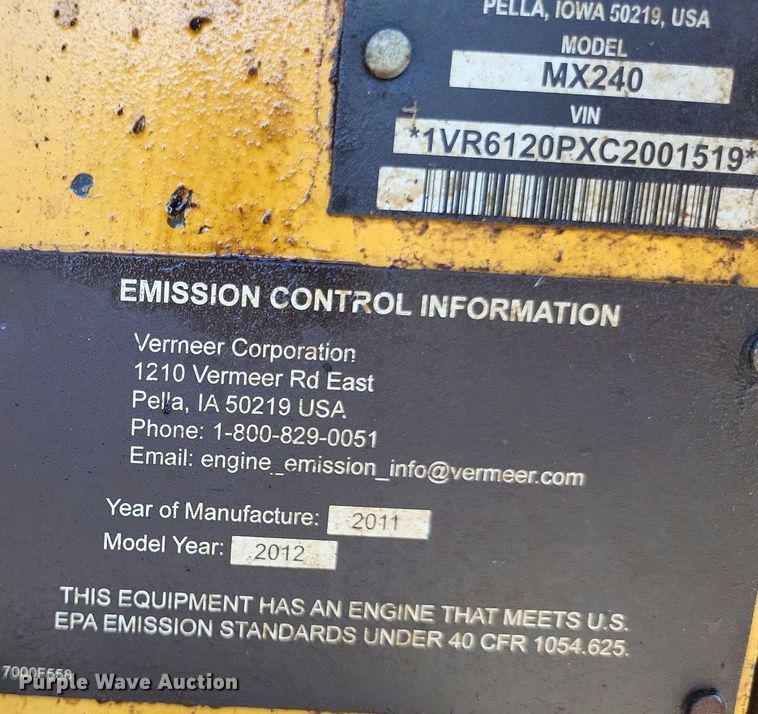 PELLA, IOWA 50219, USA
MODEL
MX240
VIN
*1VR6120PXC2001519*
EMISSION CONTROL INFORMATION
Vermeer Corporation
1210 Vermeer Rd East
Pella, IA 50219 USA
Phone: 1-800-829-0051
Email: engine_emission_info@vermeer.com
Year of Manufacture: 2011
Model Year: 2012
THIS EQUIPMENT HAS AN ENGINE THAT MEETS U.S.
EPA EMISSION STANDARDS UNDER 40 CFR 1054.625.
7000F558
Purple Wave Auction